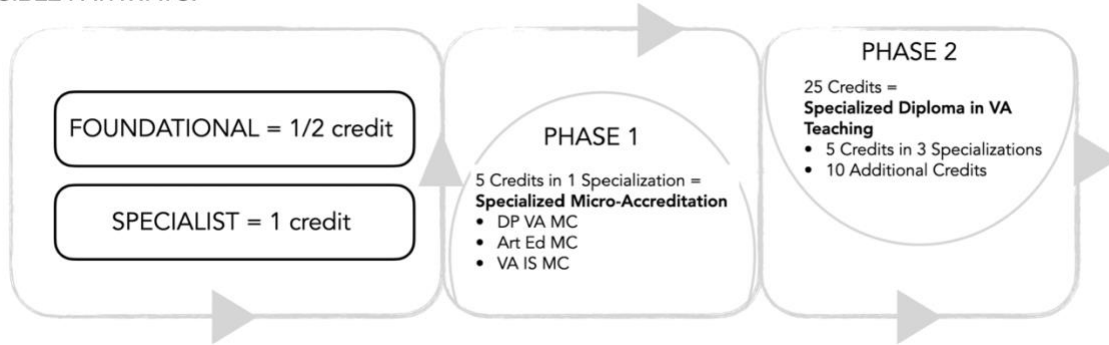 FOUNDATIONAL = 1/2 credit
SPECIALIST = 1 credit
PHASE 1
5 Credits in 1 Specialization =
Specialized Micro-Accreditation
• DP VA MC
• Art Ed MC
• VA IS MC
PHASE 2
25 Credits =
Specialized Diploma in VA
Teaching
• 5 Credits in 3 Specializations
• 10 Additional Credits